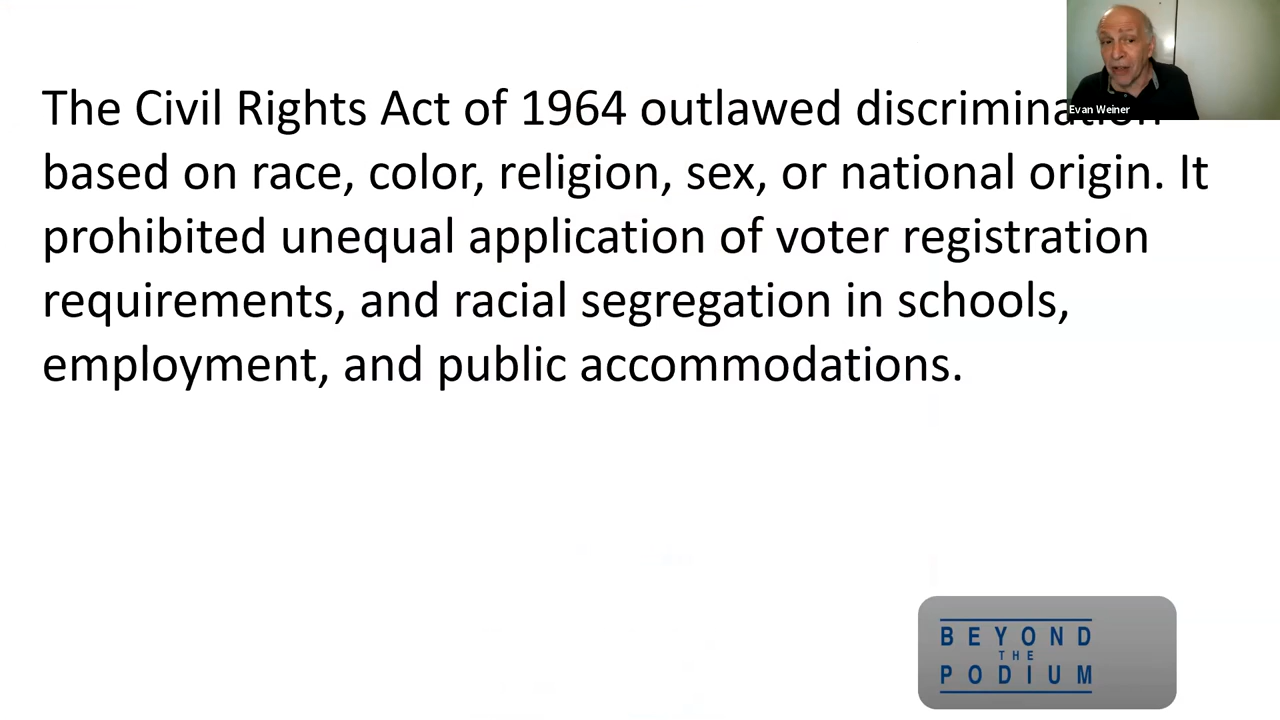 The Civil Rights Act of 1964 outlawed discrimination
based on race, color, religion, sex, or national origin. It
prohibited unequal application of voter registration
requirements, and racial segregation in schools,
employment, and public accommodations.
Evan Weiner
BEYOND
THE
PODIUM